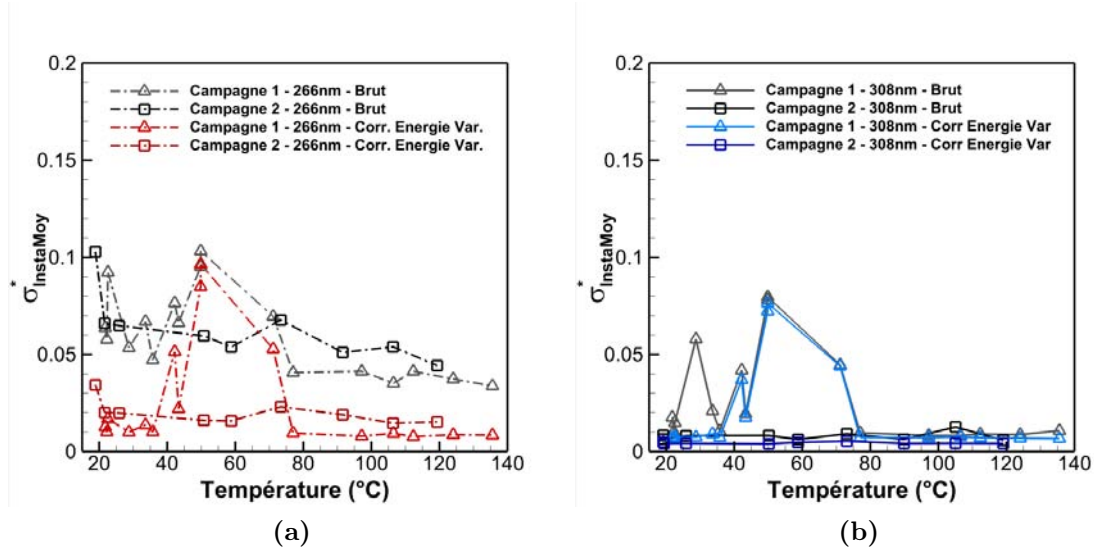 0.2
Campagne 1 - 266nm - Brut
Campagne 2 - 266nm - Brut
Campagne 1 - 266nm - Corr. Energie Var.
Campagne 2 - 266nm - Corr. Energie Var.
0.15
0.1
0.05
0
σ*InstaMoy
20 40 60 80 100 120 140
Température (°C)
(a)
0.2
Campagne 1 - 308nm - Brut
Campagne 2 - 308nm - Brut
Campagne 1 - 308nm - Corr Energie Var
Campagne 2 - 308nm - Corr Energie Var
0.15
0.1
0.05
0
σ*InstaMoy
20 40 60 80 100 120 140
Température (°C)
(b)